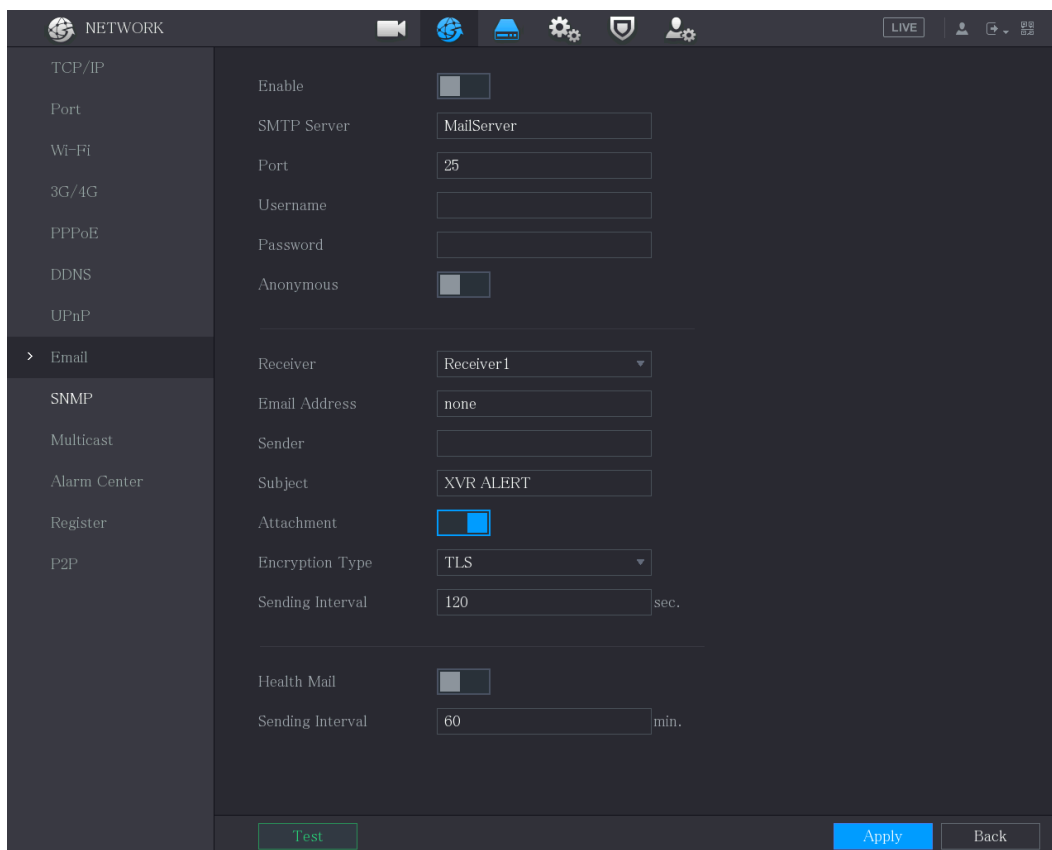 NETWORK
LIVE
TCP/IP
Port
Wi-Fi
3G/4G
PPPoE
DDNS
UPnP
Email
SNMP
Multicast
Alarm Center
Register
P2P
Enable
SMTP Server MailServer
Port 25
Username
Password
Anonymous
Receiver Receiver1
Email Address none
Sender
Subject XVR ALERT
Attachment
Encryption Type TLS
Sending Interval 120 sec.
Health Mail
Sending Interval 60 min.
Test Apply Back